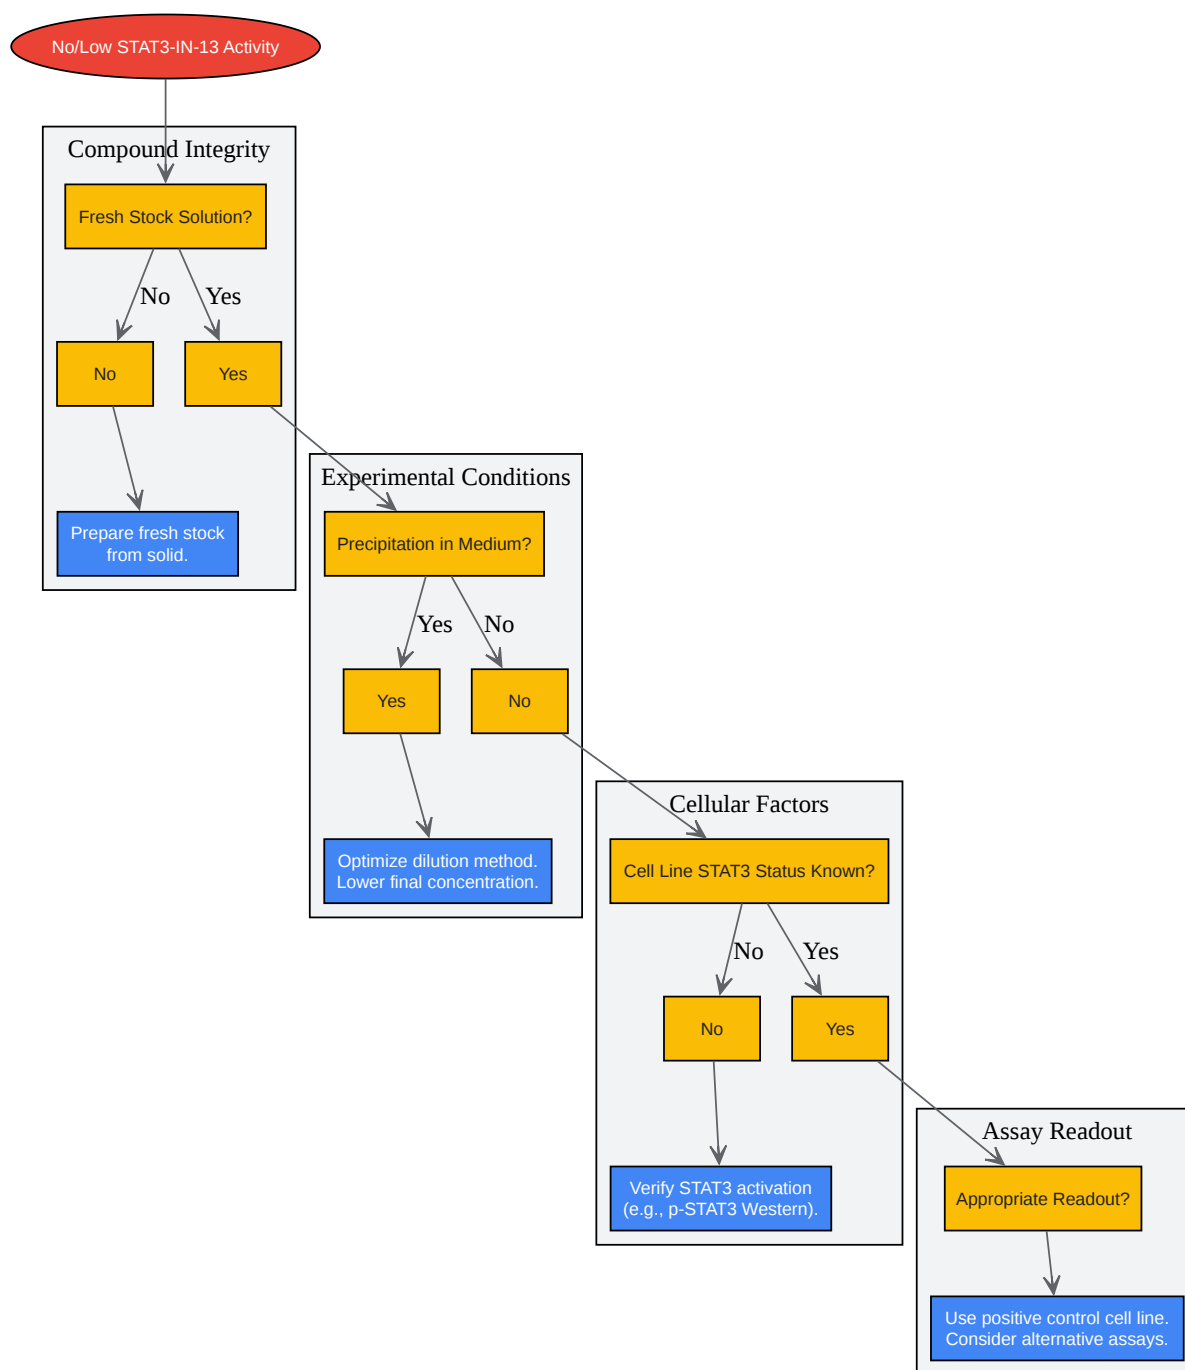 No/Low STAT3-IN-13 Activity
Compound Integrity
Fresh Stock Solution?
No
Yes
No
Yes
Prepare fresh stock
from solid.
Experimental Conditions
Precipitation in Medium?
Yes
No
Yes
No
Optimize dilution method.
Lower final concentration.
Cellular Factors
Cell Line STAT3 Status Known?
No
Yes
No
Yes
Verify STAT3 activation
(e.g., p-STAT3 Western).
Assay Readout
Appropriate Readout?
Use positive control cell line.
Consider alternative assays.